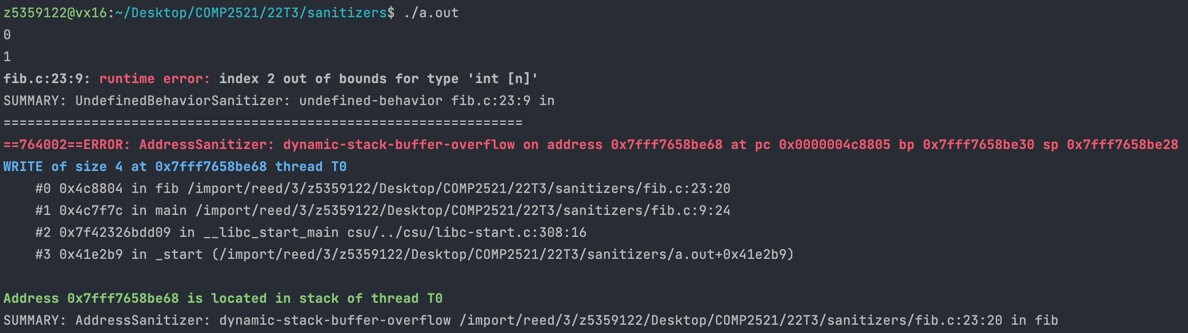 z5359122@vx16:~/Desktop/COMP2521/22T3/sanitizers$ ./a.out
0
1
fib.c:23:9: runtime error: index 2 out of bounds for type 'int [n]'
SUMMARY: UndefinedBehaviorSanitizer: undefined-behavior fib.c:23:9 in
=================================================================
==764002==ERROR: AddressSanitizer: dynamic-stack-buffer-overflow on address 0x7fff7658be68 at pc 0x0000004c8805 bp 0x7fff7658be30 sp 0x7fff7658be28
WRITE of size 4 at 0x7fff7658be68 thread T0
    #0 0x4c8804 in fib /import/reed/3/z5359122/Desktop/COMP2521/22T3/sanitizers/fib.c:23:20
    #1 0x4c7f7c in main /import/reed/3/z5359122/Desktop/COMP2521/22T3/sanitizers/fib.c:9:24
    #2 0x7f42326bdd09 in __libc_start_main csu/../csu/libc-start.c:308:16
    #3 0x41e2b9 in _start (/import/reed/3/z5359122/Desktop/COMP2521/22T3/sanitizers/a.out+0x41e2b9)
Address 0x7fff7658be68 is located in stack of thread T0
SUMMARY: AddressSanitizer: dynamic-stack-buffer-overflow /import/reed/3/z5359122/Desktop/COMP2521/22T3/sanitizers/fib.c:23:20 in fib